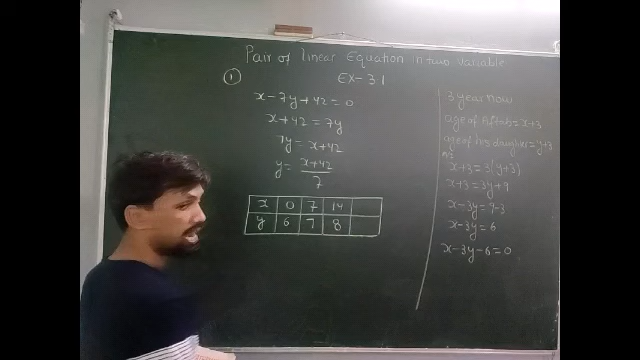 Pair of linear Equation in two variable
EX-3.1
①
x-7y+42=0
x+42=7y
7y=x+42
y=x+42/7
x 0 7 14
y 6 7 8
3 year now
age of Aftab=x+3
age of his daughter=y+3
x+3=3(y+3)
x+3=3y+9
x-3y=9-3
x-3y=6
x-3y-6=0